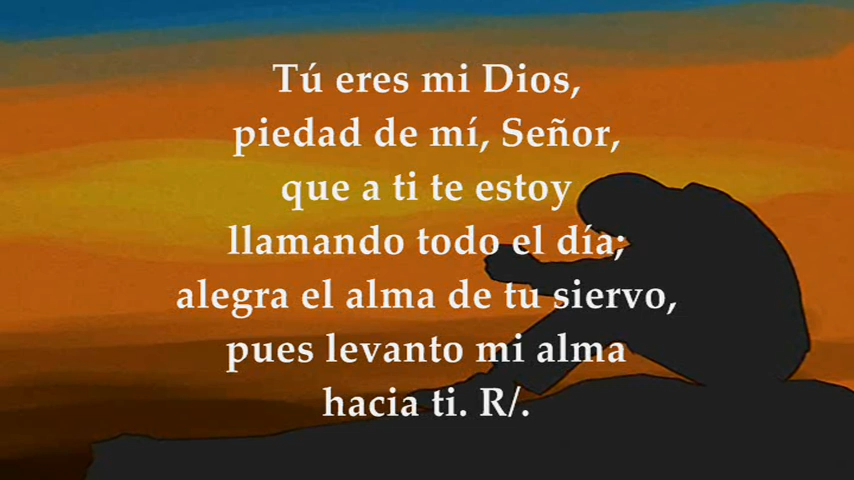 Tú eres mi Dios,
piedad de mí, Señor,
que a ti te estoy
llamando todo el día;
alegra el alma de tu siervo,
pues levanto mi alma
hacia ti. R/.